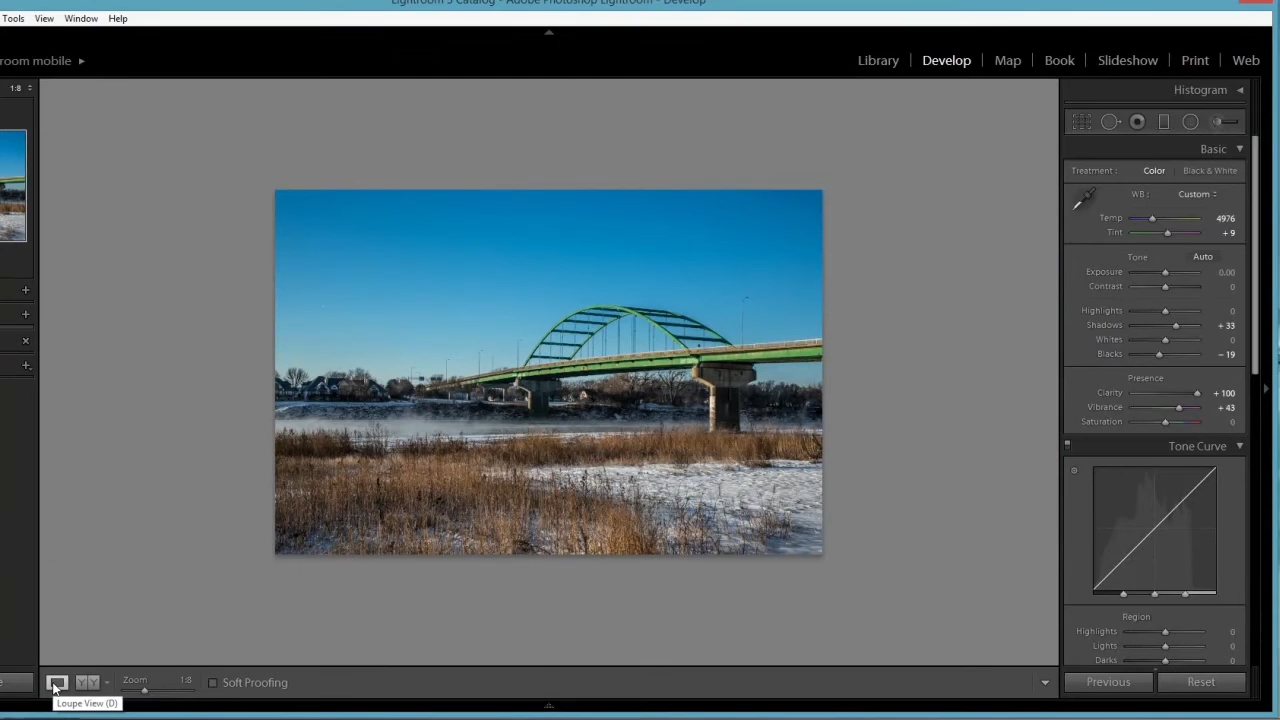 Lightroom 5 Catalog - Adobe Photoshop Lightroom - Develop
Tools View Window Help
room mobile
Library Develop Map Book Slideshow Print Web
1:8
Histogram
Basic
Treatment : Color Black & White
WB : Custom
Temp 4976
Tint + 9
Tone Auto
Exposure 0.00
Contrast 0
Highlights 0
Shadows + 33
Whites 0
Blacks − 19
Presence
Clarity + 100
Vibrance + 43
Saturation 0
Tone Curve
Region
Highlights 0
Lights 0
Darks 0
Y Y Zoom 1:8 Soft Proofing
Previous Reset
Loupe View (D)